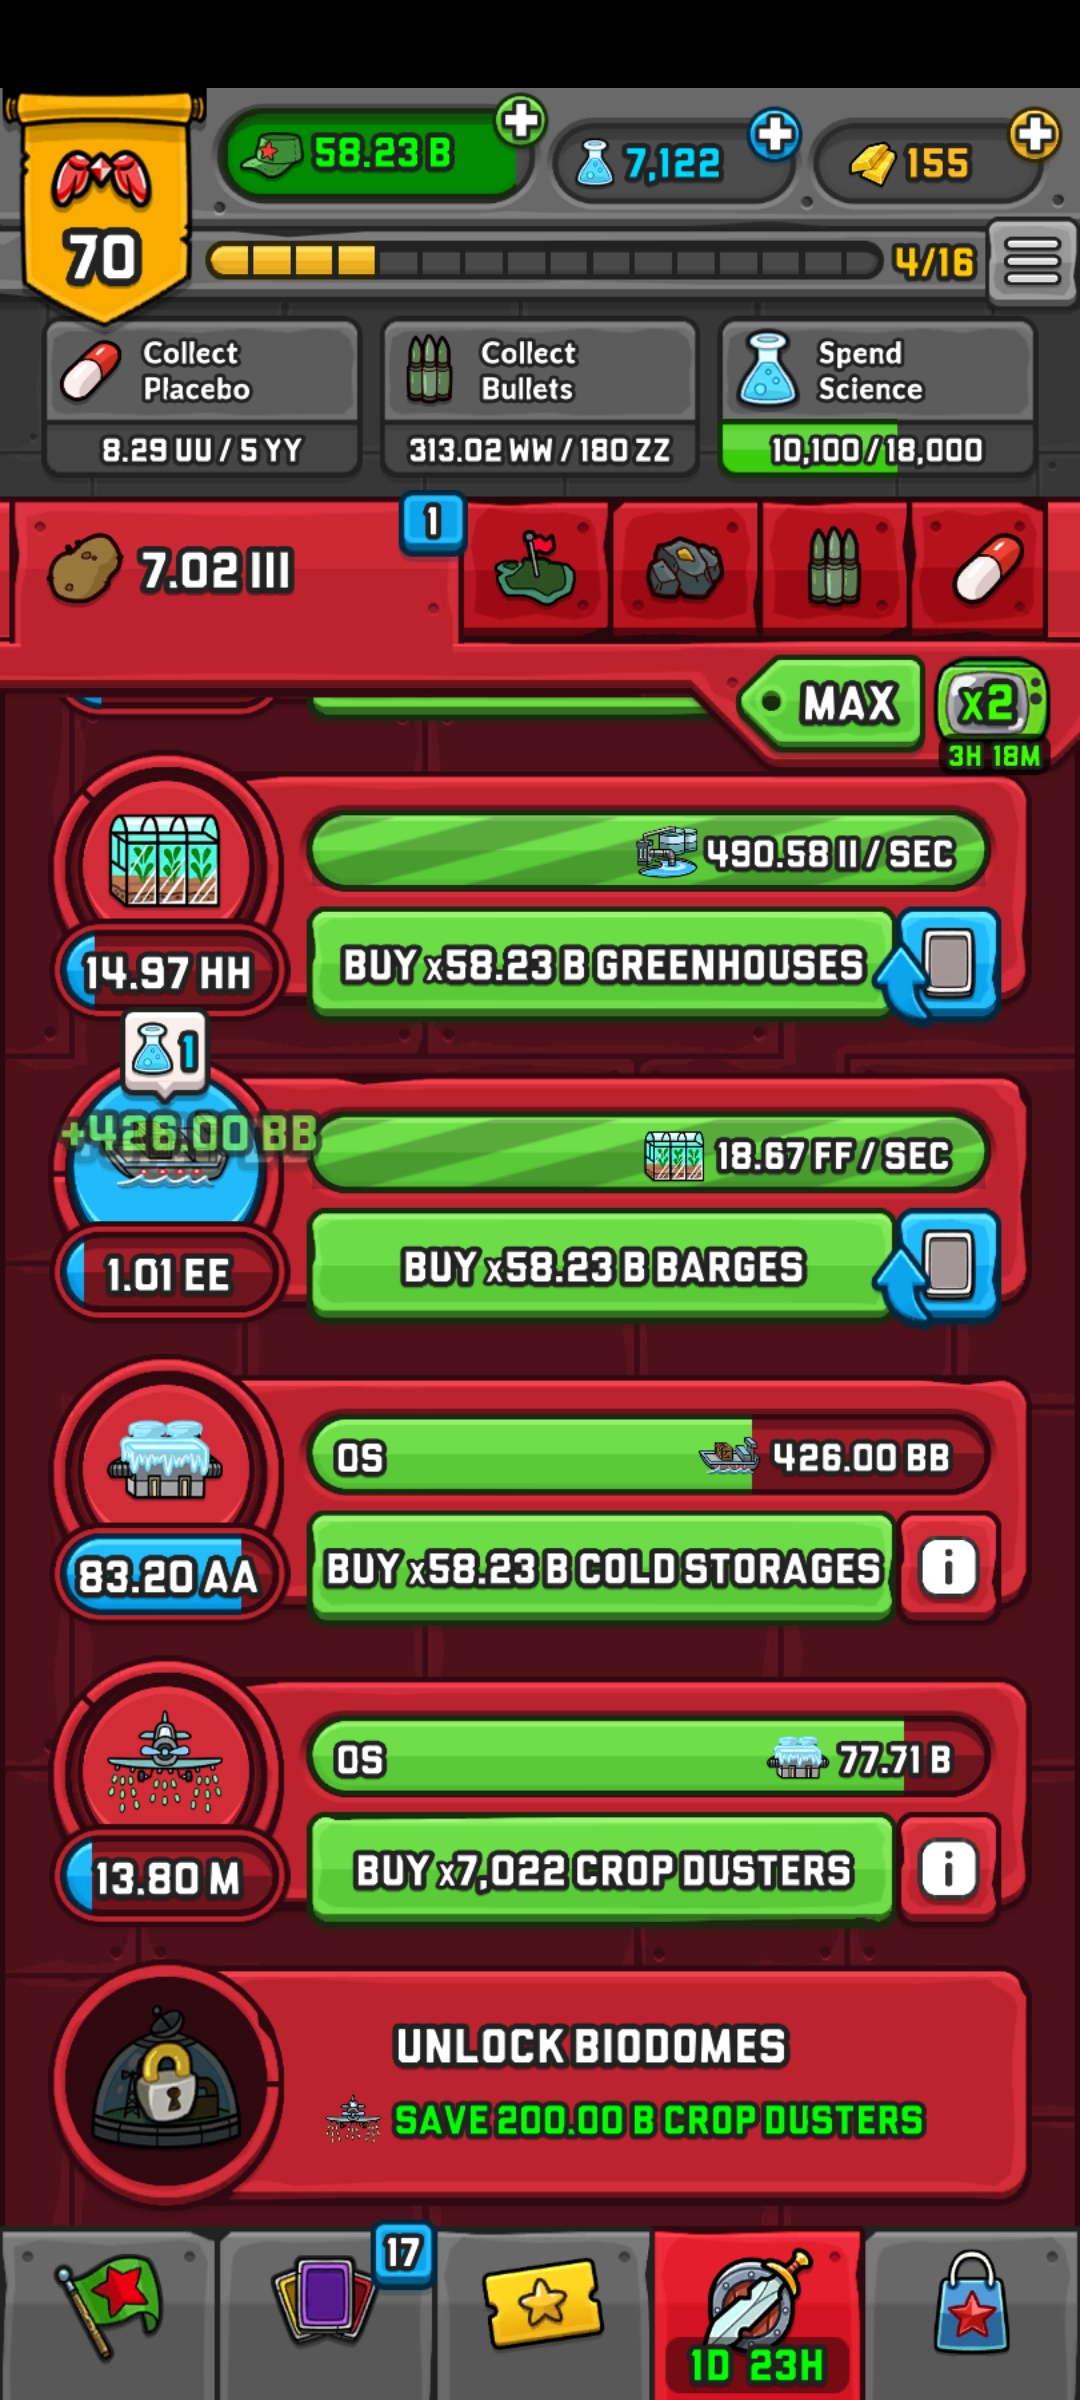 58.23 B
7,122
155
70
4/16
Collect
Placebo
8.29 UU / 5 YY
Collect
Bullets
313.02 WW / 180 ZZ
Spend
Science
10,100 / 18,000
7.02 III
1
MAX
x2
3H 18M
490.58 II / SEC
14.97 HH
BUY x58.23 B GREENHOUSES
1
+426.00 BB
18.67 FF / SEC
1.01 EE
BUY x58.23 B BARGES
0S
426.00 BB
83.20 AA
BUY x58.23 B COLD STORAGES
i
0S
77.71 B
13.80 M
BUY x7,022 CROP DUSTERS
i
UNLOCK BIODOMES
SAVE 200.00 B CROP DUSTERS
17
1D 23H